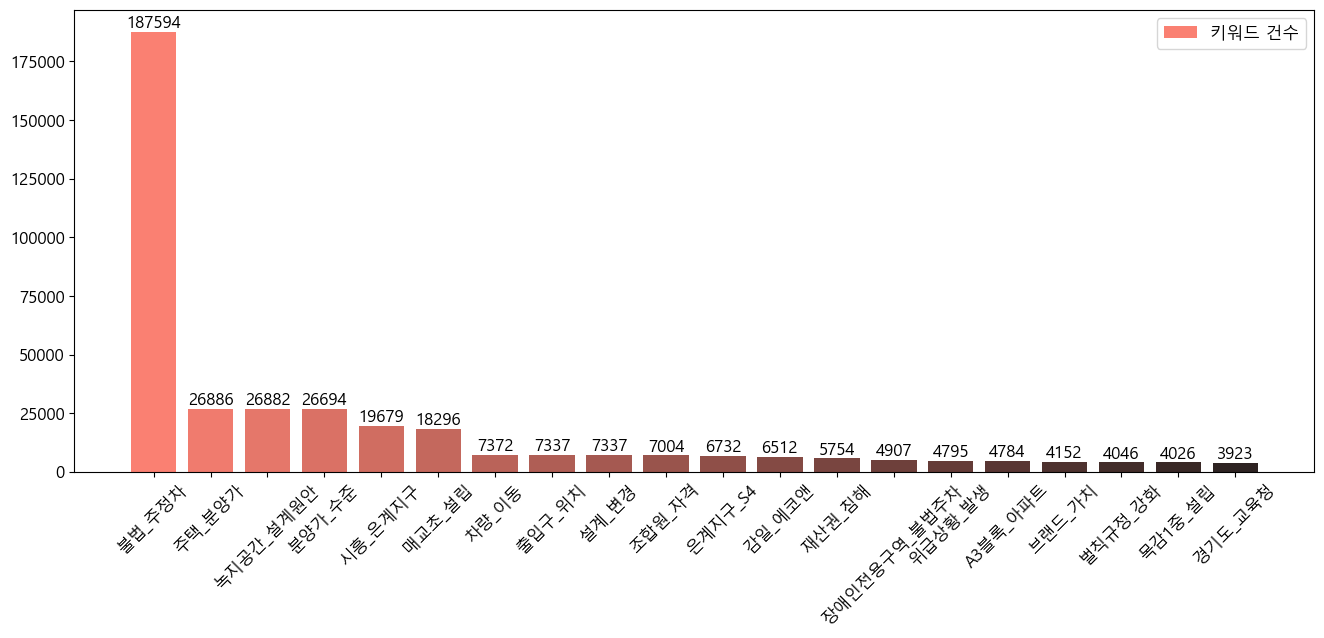 키워드 건수
175000
150000
125000
100000
75000
50000
25000
0
187594
26886
26882
26694
19679
18296
7372
7337
7337
7004
6732
6512
5754
4907
4795
4784
4152
4046
4026
3923
불법_주정차
주택_분양가
녹지공간_설계원안
분양가_수준
시흥_은계지구
매교초_설립
차량_이동
출입구_위치
설계_변경
조합원_자격
은계지구_S4
감일_에코앤
재산권_침해
장애인전용구역_불법주차
위급상황_발생
A3블록_아파트
브랜드_가치
벌칙규정_강화
목감1중_설립
경기도_교육청